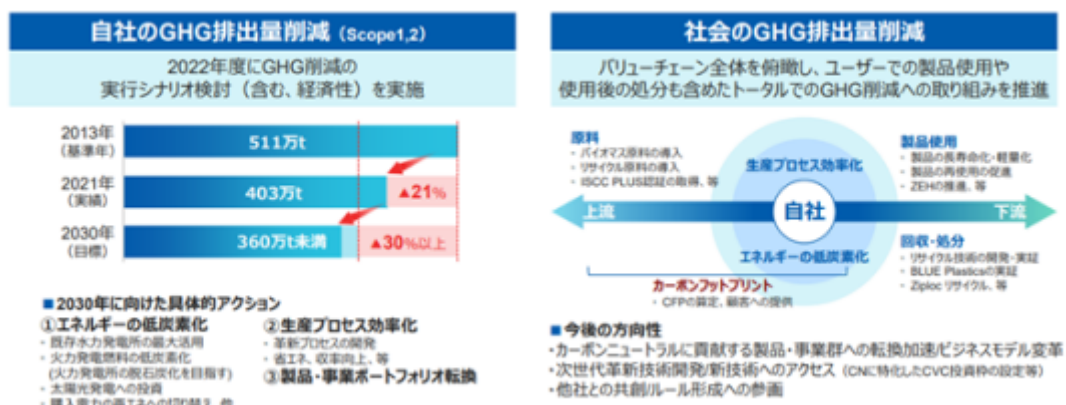 自社のGHG排出量削減（Scope1,2）
2022年度にGHG削減の
実行シナリオ検討（含む、経済性）を実施
2013年
（基準年）
511万t
2021年
（実績）
403万t
▲21%
2030年
（目標）
360万t未満
▲30%以上
■2030年に向けた具体的アクション
①エネルギーの低炭素化
・既存水力発電所の最大活用
・火力発電燃料の低炭素化
(火力発電所の脱石炭化を目指す)
・太陽光発電への投資
・購入電力の再エネへの切り替え、他
②生産プロセス効率化
・革新プロセスの開発
・省エネ、収率向上、等
③製品・事業ポートフォリオ転換
社会のGHG排出量削減
バリューチェーン全体を俯瞰し、ユーザーでの製品使用や
使用後の処分も含めたトータルでのGHG削減への取り組みを推進
原料
・バイオマス原料の導入
・リサイクル原料の導入
・ISCC PLUS認証の取得、等
生産プロセス効率化
製品使用
・製品の長寿命化・軽量化
・製品の再使用の促進
・ZEHの推進、等
上流
自社
下流
エネルギーの低炭素化
回収・処分
・リサイクル技術の開発・実証
・BLUE Plasticsの実証
・Ziploc リサイクル、等
カーボンフットプリント
・CFPの算定、顧客への提供
■今後の方向性
・カーボンニュートラルに貢献する製品・事業群への転換加速/ビジネスモデル変革
・次世代革新技術開発/新技術へのアクセス（CNに特化したCVC投資枠の設定等）
・他社との共創/ルール形成への参画